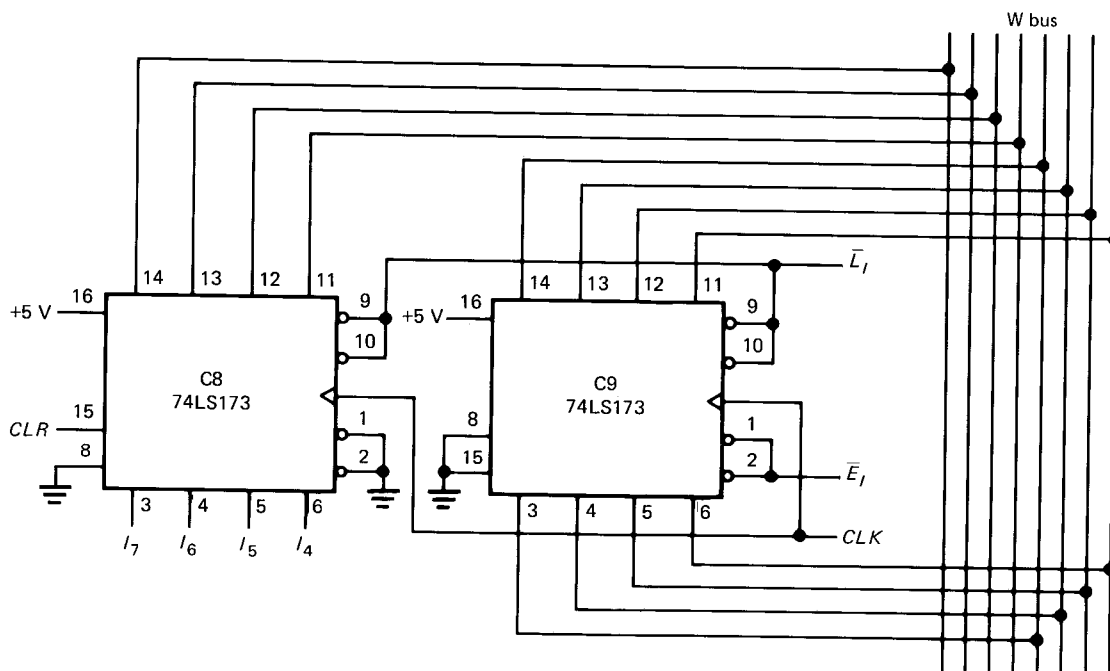 W bus
14 13 12 11
14 13 12 11
L̅I
16 +5 V 9
16 +5 V 9
10
10
C8
74LS173
C9
74LS173
15 CLR
1
8
1
8
2
15
2 E̅I
3 4 5 6
3 4 5 6
I7 I6 I5 I4
CLK